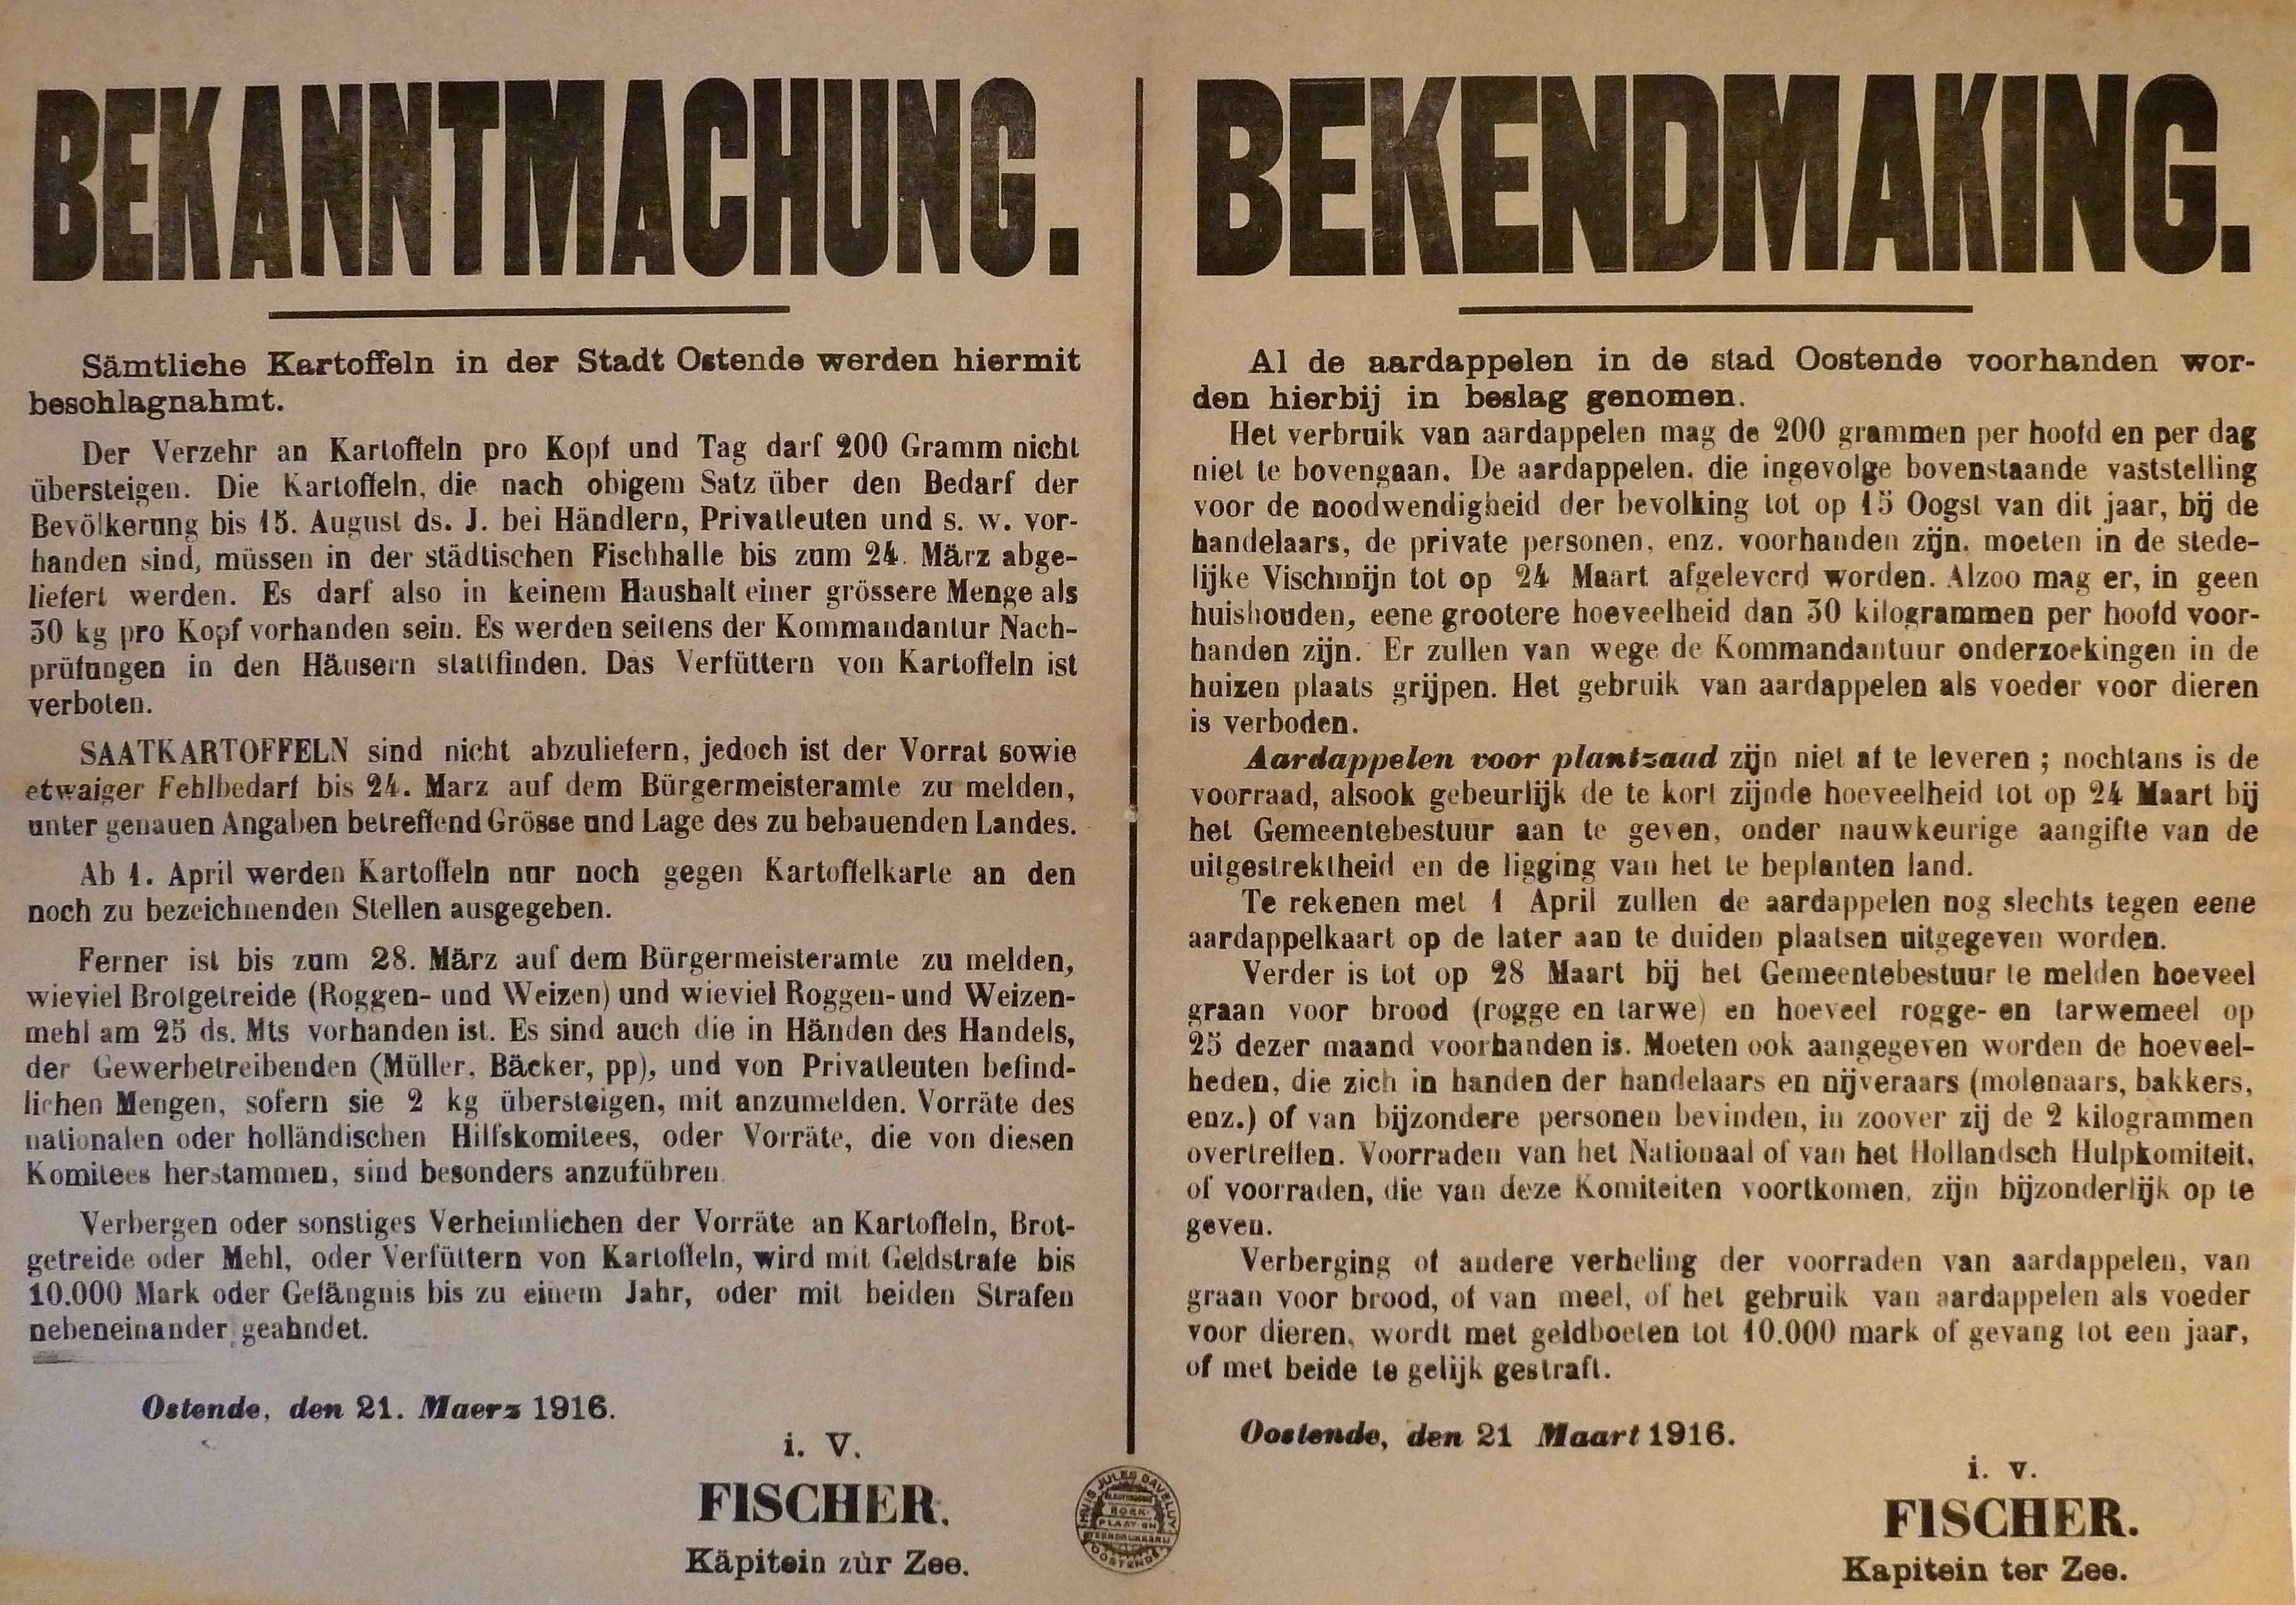 BEKANNTMACHUNG.
Sämtliche Kartoffeln in der Stadt Ostende werden hiermit
beschlagnahmt.
Der Verzehr an Kartoffeln pro Kopf und Tag darf 200 Gramm nicht
übersteigen. Die Kartoffeln, die nach obigem Satz über den Bedarf der
Bevölkerung bis 15. August ds. J. bei Händlern, Privatleuten und s. w. vor-
handen sind, müssen in der städtischen Fischhalle bis zum 24. März abge-
liefert werden. Es darf also in keinem Haushalt einer grössere Menge als
30 kg pro Kopf vorhanden sein. Es werden seitens der Kommandantur Nach-
prüfungen in den Häusern stattfinden. Das Verfüttern von Kartoffeln ist
verboten.
SAATKARTOFFELN sind nicht abzuliefern, jedoch ist der Vorrat sowie
etwaiger Fehlbedarf bis 24. Marz auf dem Bürgermeisteramte zu melden,
unter genauen Angaben betreffend Grösse und Lage des zu bebauenden Landes.
Ab 1. April werden Kartoffeln nur noch gegen Kartoffelkarte an den
noch zu bezeichnenden Stellen ausgegeben.
Ferner ist bis zum 28. März auf dem Bürgermeisteramte zu melden,
wieviel Brotgetreide (Roggen- und Weizen) und wieviel Roggen- und Weizen-
mehl am 25 ds. Mts vorhanden ist. Es sind auch die in Händen des Handels,
der Gewerbetreibenden (Müller, Bäcker, pp), und von Privatleuten befind-
lichen Mengen, sofern sie 2 kg übersteigen, mit anzumelden. Vorräte des
nationalen oder holländischen Hilfskomitees, oder Vorräte, die von diesen
Komitees herstammen, sind besonders anzuführen.
Verbergen oder sonstiges Verheimlichen der Vorräte an Kartoffeln, Brot-
getreide oder Mehl, oder Verfüttern von Kartoffeln, wird mit Geldstrafe bis
10.000 Mark oder Gefängnis bis zu einem Jahr, oder mit beiden Strafen
nebeneinander geahndet.
Ostende, den 21. Maerz 1916.
i. V.
FISCHER.
Käpitein zùr Zee.
BEKENDMAKING.
Al de aardappelen in de stad Oostende voorhanden wor-
den hierbij in beslag genomen.
Het verbruik van aardappelen mag de 200 grammen per hoofd en per dag
niet te bovengaan. De aardappelen, die ingevolge bovenstaande vaststelling
voor de noodwendigheid der bevolking tot op 15 Oogst van dit jaar, bij de
handelaars, de private personen, enz. voorhanden zijn, moeten in de stede-
lijke Vischmijn tot op 24 Maart afgeleverd worden. Alzoo mag er, in geen
huishouden, eene grootere hoeveelheid dan 30 kilogrammen per hoofd voor-
handen zijn. Er zullen van wege de Kommandantuur onderzoekingen in de
huizen plaats grijpen. Het gebruik van aardappelen als voeder voor dieren
is verboden.
Aardappelen voor plantzaad zijn niet af te leveren ; nochtans is de
voorraad, alsook gebeurlijk de te kort zijnde hoeveelheid tot op 24 Maart bij
het Gemeentebestuur aan te geven, onder nauwkeurige aangifte van de
uitgestrektheid en de ligging van het te beplanten land.
Te rekenen met 1 April zullen de aardappelen nog slechts tegen eene
aardappelkaart op de later aan te duiden plaatsen uitgegeven worden.
Verder is tot op 28 Maart bij het Gemeentebestuur te melden hoeveel
graan voor brood (rogge en tarwe) en hoeveel rogge- en tarwemeel op
25 dezer maand voorhanden is. Moeten ook aangegeven worden de hoeveel-
heden, die zich in handen der handelaars en nijveraars (molenaars, bakkers,
enz.) of van bijzondere personen bevinden, in zoover zij de 2 kilogrammen
overtreffen. Voorraden van het Nationaal of van het Hollandsch Hulpkomiteit,
of voorraden, die van deze Komiteiten voortkomen, zijn bijzonderlijk op te
geven.
Verberging of andere verheling der voorraden van aardappelen, van
graan voor brood, of van meel, of het gebruik van aardappelen als voeder
voor dieren, wordt met geldboeten tot 10.000 mark of gevang tot een jaar,
of met beide te gelijk gestraft.
Oostende, den 21 Maart 1916.
i. v.
FISCHER.
Kapitein ter Zee.
HUIS JULES DAVELUY
BOEK-
PLAAT-EN
STEENDRUKKERIJ
OOSTENDE